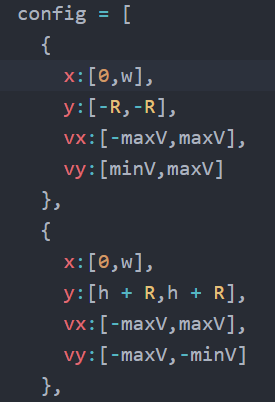 config = [
  {
    x:[0,w],
    y:[-R,-R],
    vx:[-maxV,maxV],
    vy:[minV,maxV]
  },
  {
    x:[0,w],
    y:[h + R,h + R],
    vx:[-maxV,maxV],
    vy:[-maxV,-minV]
  },